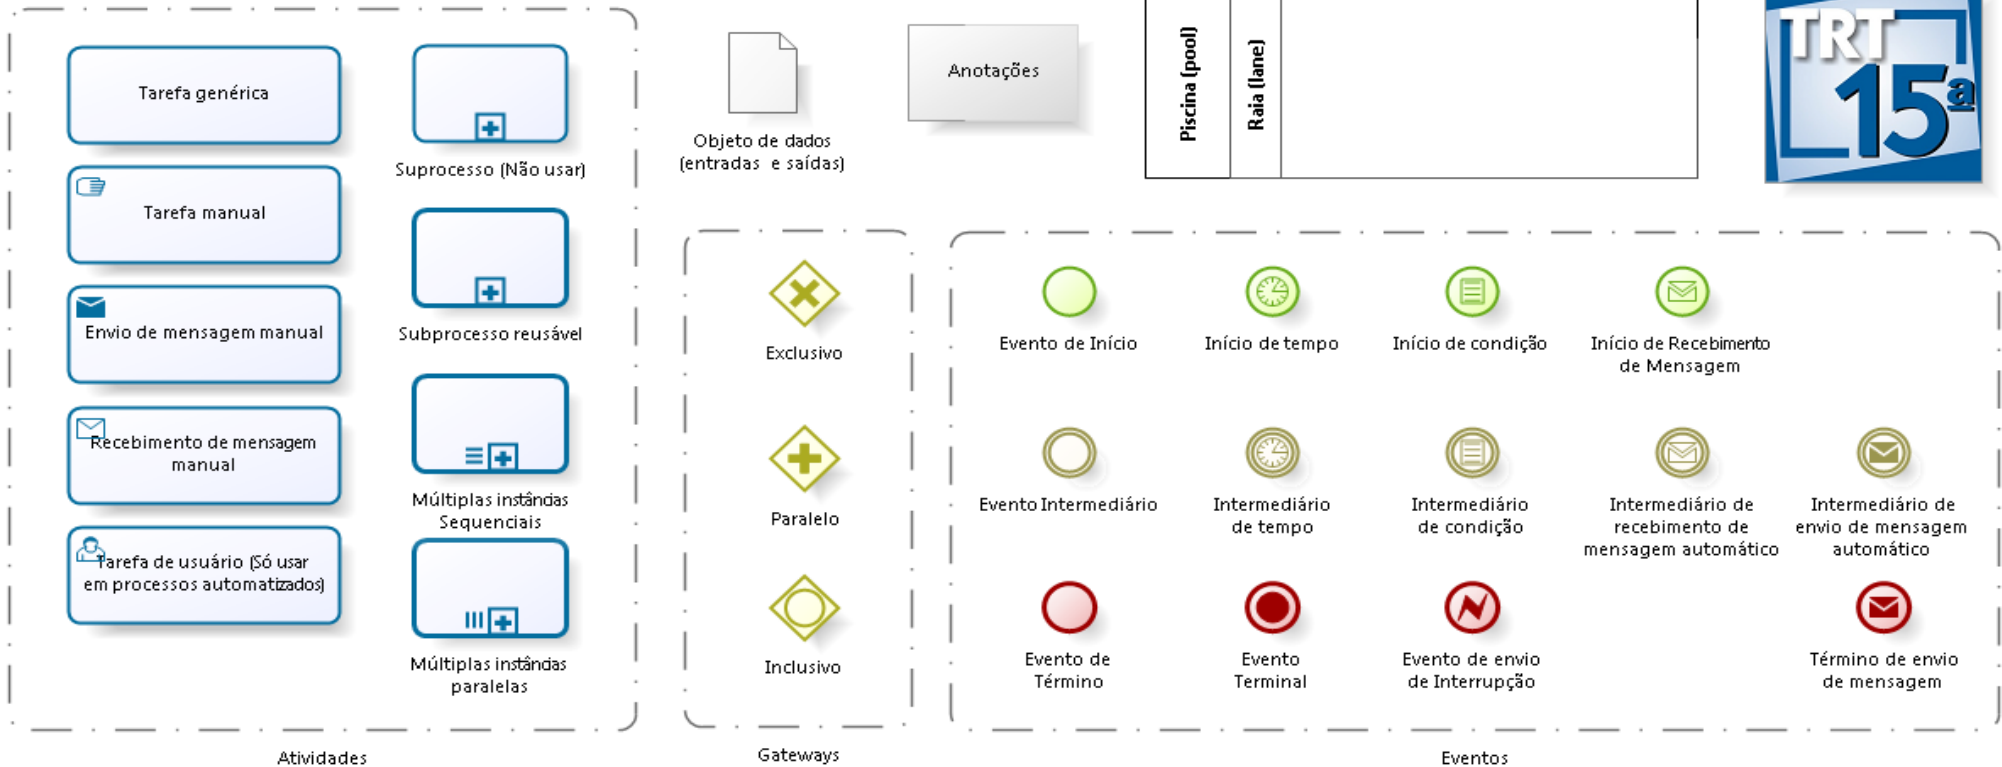 Tarefa genérica
Tarefa manual
Envio de mensagem manual
Recebimento de mensagem
manual
Tarefa de usuário (Só usar
em processos automatizados)
Suprocesso (Não usar)
Subprocesso reusável
Múltiplas instâncias
Sequenciais
Múltiplas instâncias
paralelas
Atividades
Objeto de dados
(entradas e saídas)
Anotações
Piscina (pool)
Raia (lane)
TRT
15ª
Exclusivo
Paralelo
Inclusivo
Gateways
Evento de Início
Início de tempo
Início de condição
Início de Recebimento
de Mensagem
Evento Intermediário
Intermediário
de tempo
Intermediário
de condição
Intermediário de
recebimento de
mensagem automático
Intermediário de
envio de mensagem
automático
Evento de
Término
Evento
Terminal
Evento de envio
de Interrupção
Término de envio
de mensagem
Eventos